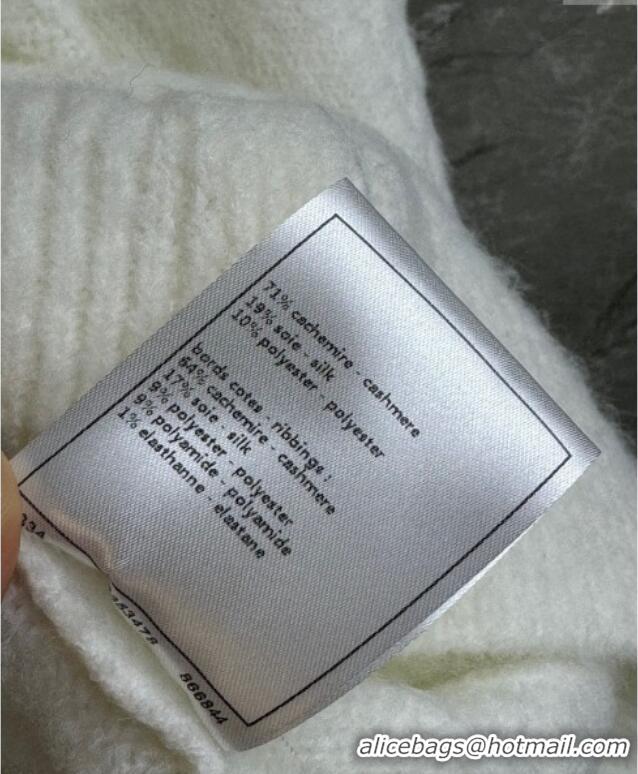 71% cachemire - cashmere
19% soie - silk
10% polyester - polyester
bords cotes - ribbings :
64% cachemire - cashmere
17% soie - silk
9% polyester - polyester
9% polyamide - polyamide
1% elasthanne - elastane
334
866844
alicebags@hotmail.com